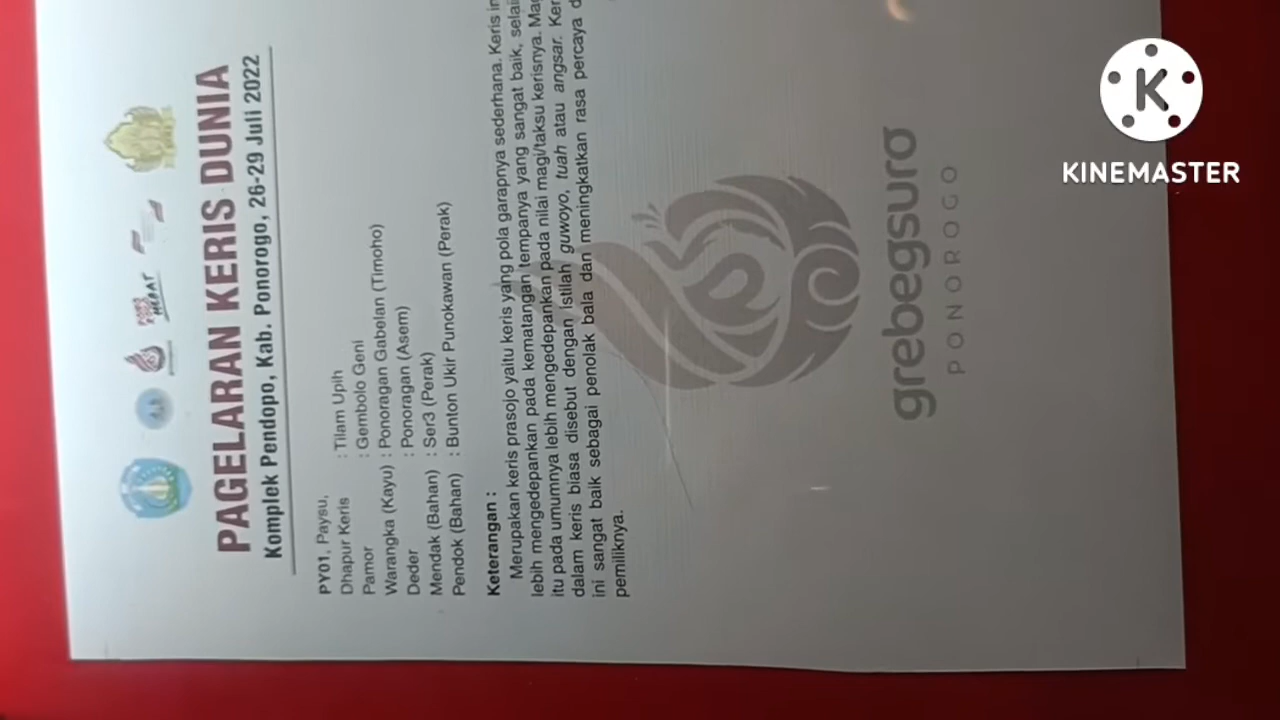 PAGELARAN KERIS DUNIA
Komplek Pendopo, Kab. Ponorogo, 26-29 Juli 2022
PY01, Paysu,
Dhapur Keris : Tilam Upih
Pamor : Gembolo Geni
Warangka (Kayu) : Ponoragan Gabelan (Timoho)
Deder : Ponoragan (Asem)
Mendak (Bahan) : Ser3 (Perak)
Pendok (Bahan) : Bunton Ukir Punokawan (Perak)
Keterangan :
Merupakan keris prasojo yaitu keris yang pola garapnya sederhana. Keris
lebih mengedepankan pada kematangan tempanya yang sangat baik,
itu pada umumnya lebih mengedepankan pada nilai magi/taksu kerisnya.
dalam keris biasa disebut dengan istilah guwoyo, tuah atau angsar.
ini sangat baik sebagai penolak bala dan meningkatkan rasa percaya
pemiliknya.
grebegsuro
PONOROGO
K
KINEMASTER